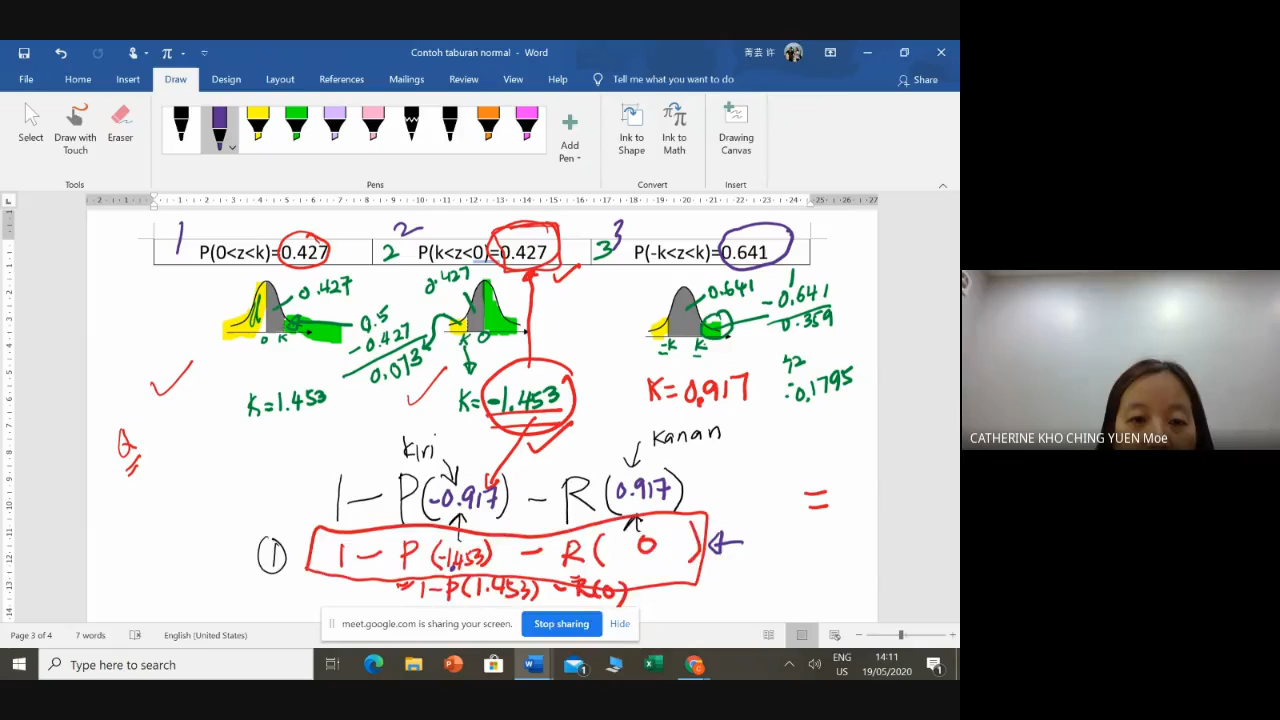 Contoh taburan normal - Word
菁芸 许
File Home Insert Draw Design Layout References Mailings Review View Help Tell me what you want to do Share
Select
Draw with Touch
Eraser
Add Pen
Ink to Shape
Ink to Math
Drawing Canvas
Tools
Pens
Convert
Insert
1 P(0<z<k)=0.427
2 2 P(k<z<0)=0.427
3 3 P(-k<z<k)=0.641
0.427
0.427
0.641
0.5
- 0.427
0.073
1
- 0.641
0.359
÷2
∴0.1795
0 k
k 0
-k k
K=1.453
K=-1.453
K=0.917
Q
Kiri
Kanan
1 - P(-0.917) - R(0.917) =
① 1 - P(-1.453) - R( 0 )
= 1-P(1.453) - R(0)
meet.google.com is sharing your screen. Stop sharing Hide
Page 3 of 4 7 words English (United States)
Type here to search
ENG
US
14:11
19/05/2020
CATHERINE KHO CHING YUEN Moe